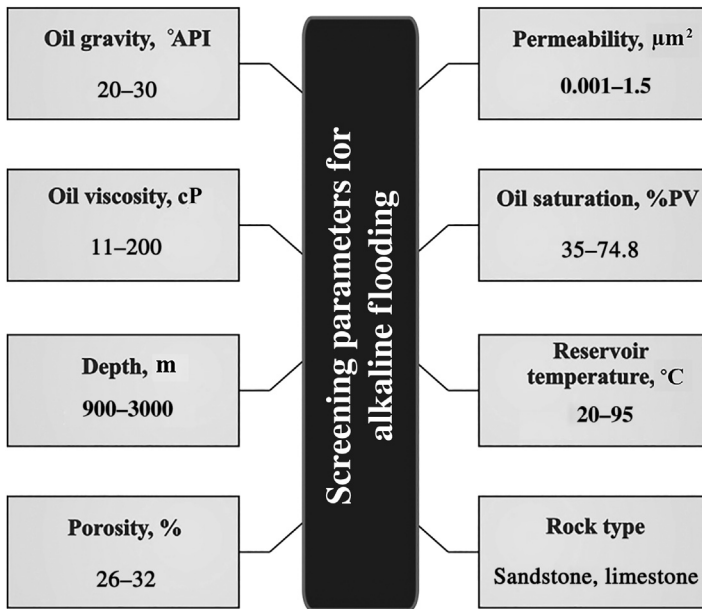 Oil gravity, °API
20–30
Oil viscosity, cP
11–200
Depth, m
900–3000
Porosity, %
26–32
Screening parameters for
alkaline flooding
Permeability, μm²
0.001–1.5
Oil saturation, %PV
35–74.8
Reservoir
temperature, °C
20–95
Rock type
Sandstone, limestone